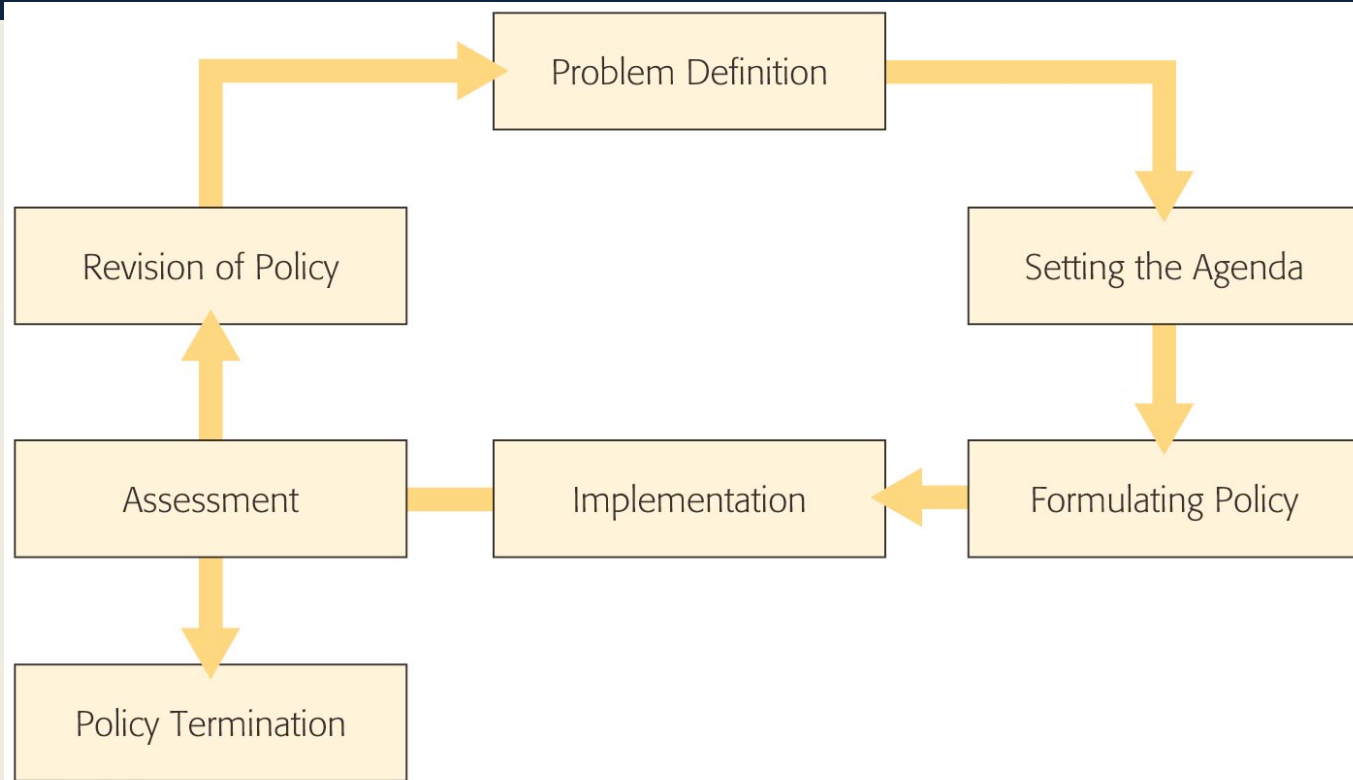 Problem Definition
Revision of Policy
Setting the Agenda
Assessment
Implementation
Formulating Policy
Policy Termination